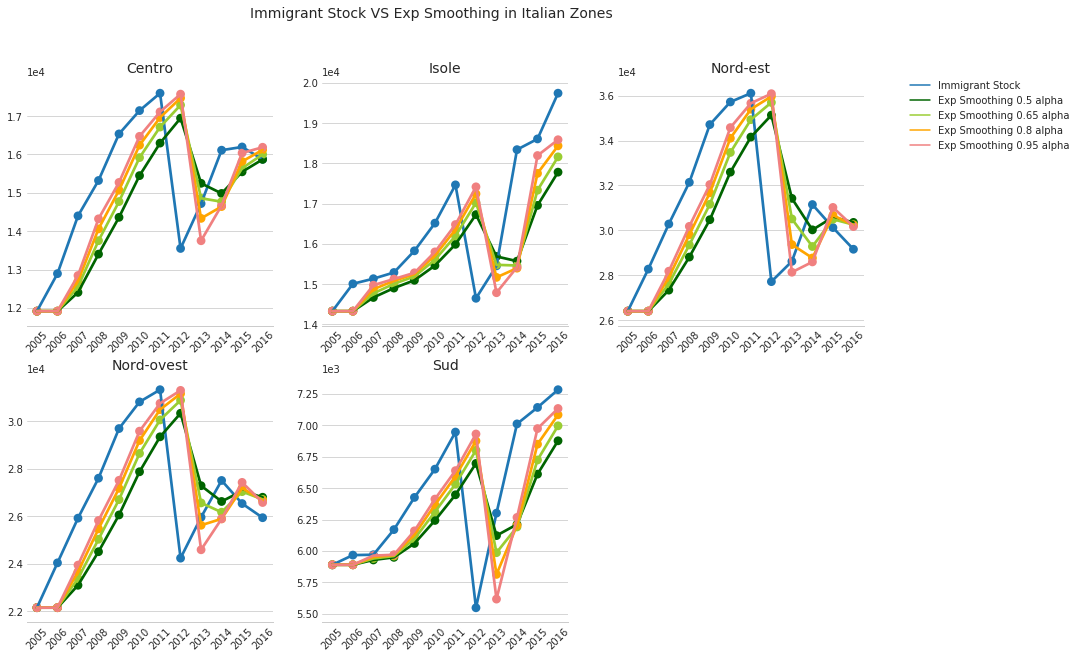 Immigrant Stock VS Exp Smoothing in Italian Zones
Centro
1e4
1.7
1.6
1.5
1.4
1.3
1.2
2005 2006 2007 2008 2009 2010 2011 2012 2013 2014 2015 2016
Isole
1e4
2.0
1.9
1.8
1.7
1.6
1.5
1.4
2005 2006 2007 2008 2009 2010 2011 2012 2013 2014 2015 2016
Nord-est
1e4
3.6
3.4
3.2
3.0
2.8
2.6
2005 2006 2007 2008 2009 2010 2011 2012 2013 2014 2015 2016
Immigrant Stock
Exp Smoothing 0.5 alpha
Exp Smoothing 0.65 alpha
Exp Smoothing 0.8 alpha
Exp Smoothing 0.95 alpha
Nord-ovest
1e4
3.0
2.8
2.6
2.4
2.2
2005 2006 2007 2008 2009 2010 2011 2012 2013 2014 2015 2016
Sud
1e3
7.25
7.00
6.75
6.50
6.25
6.00
5.75
5.50
2005 2006 2007 2008 2009 2010 2011 2012 2013 2014 2015 2016